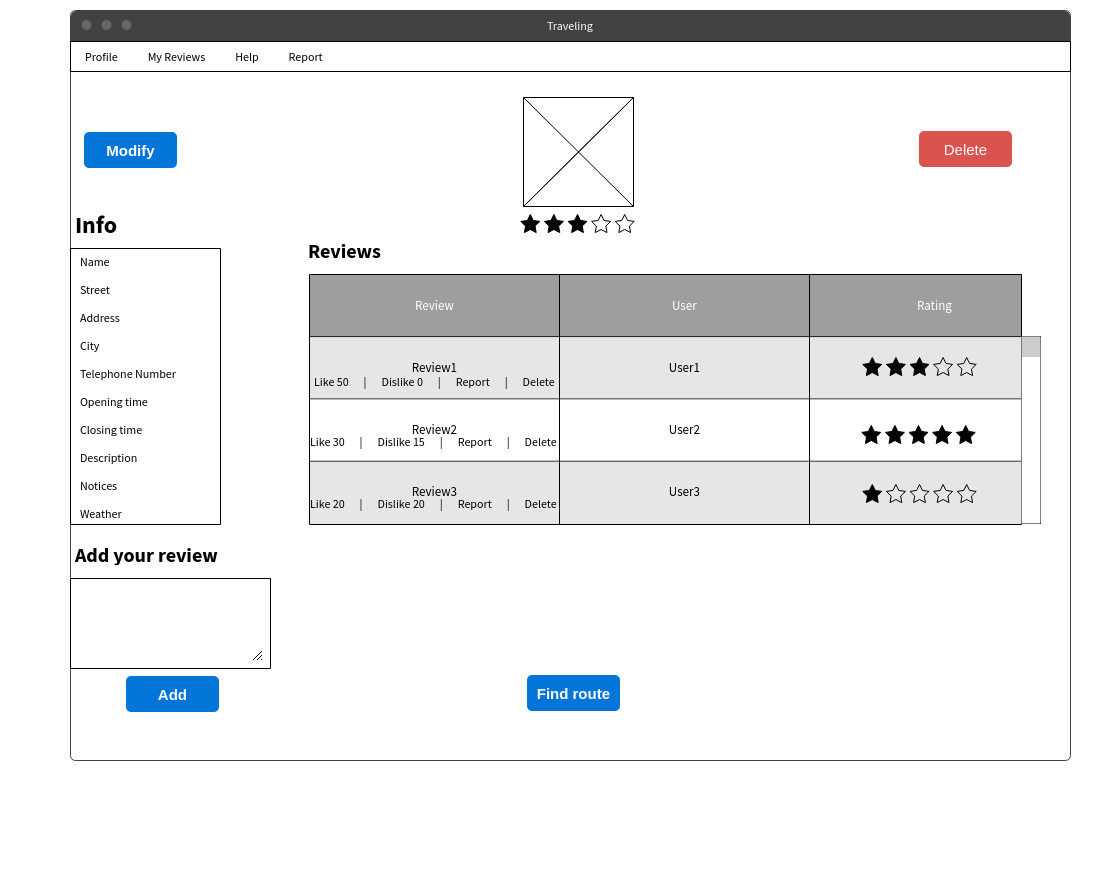 Traveling
Profile My Reviews Help Report
Modify
Delete
Info
Name
Street
Address
City
Telephone Number
Opening time
Closing time
Description
Notices
Weather
Reviews
Review User Rating
Review1 User1
Like 50 | Dislike 0 | Report | Delete
Review2 User2
Like 30 | Dislike 15 | Report | Delete
Review3 User3
Like 20 | Dislike 20 | Report | Delete
Add your review
Add
Find route